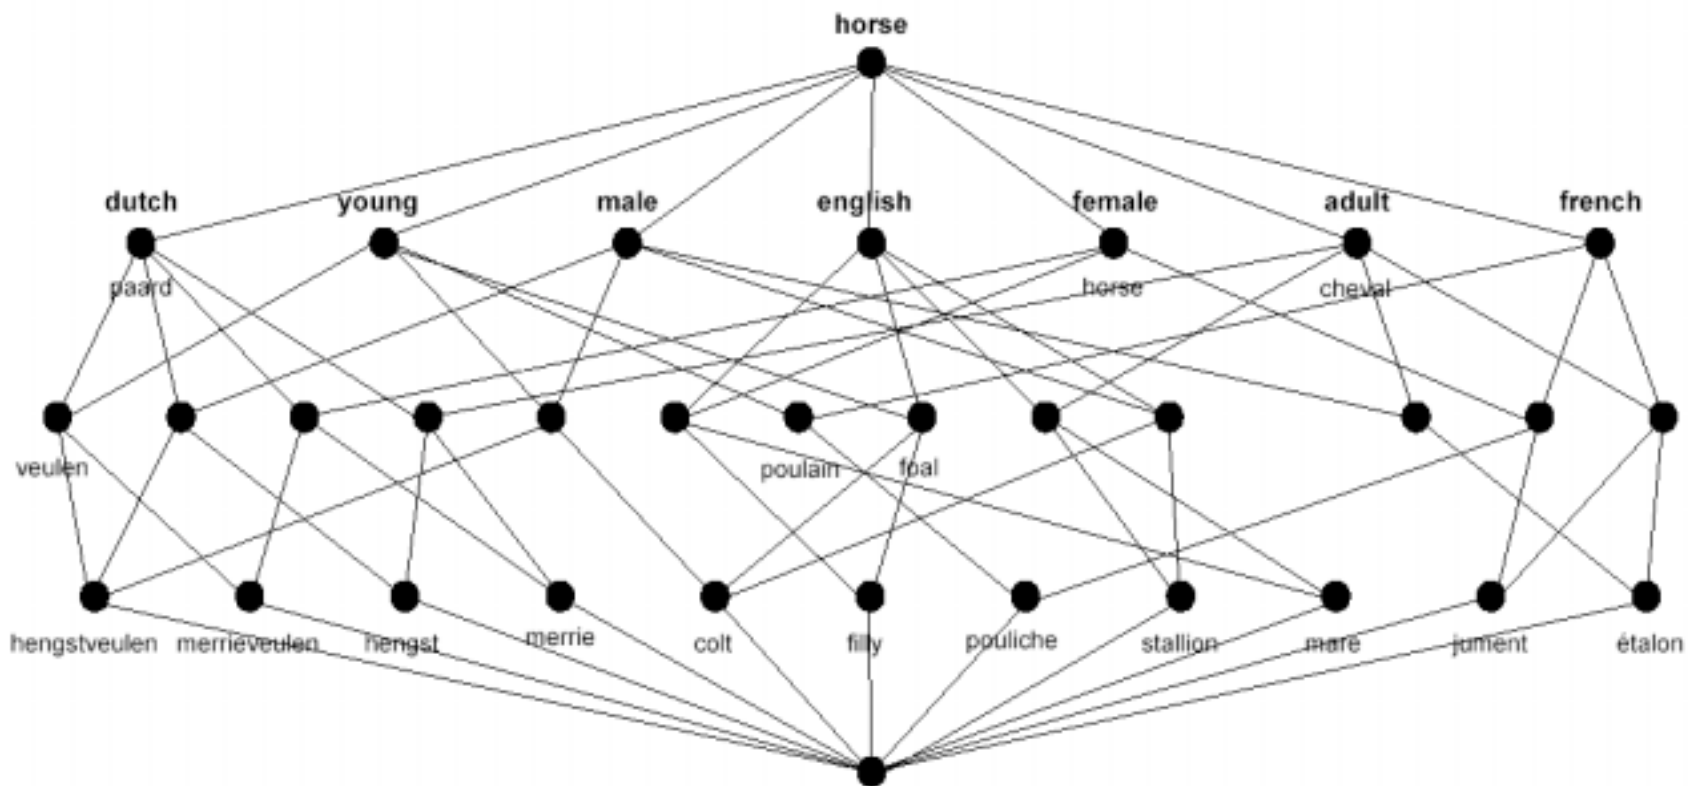 horse
dutch young male english female adult french
paard horse cheval
veulen poulain foal
hengstveulen merrieveulen hengst merrie colt filly pouliche stallion mare jument étalon